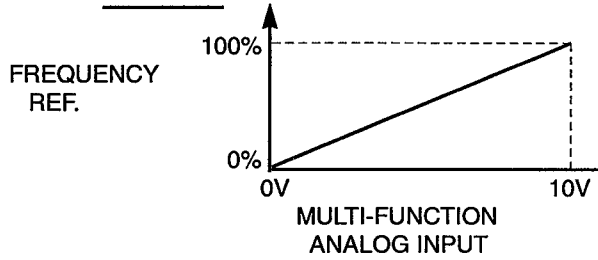 100%
FREQUENCY
REF.
0%
0V 10V
MULTI-FUNCTION
ANALOG INPUT